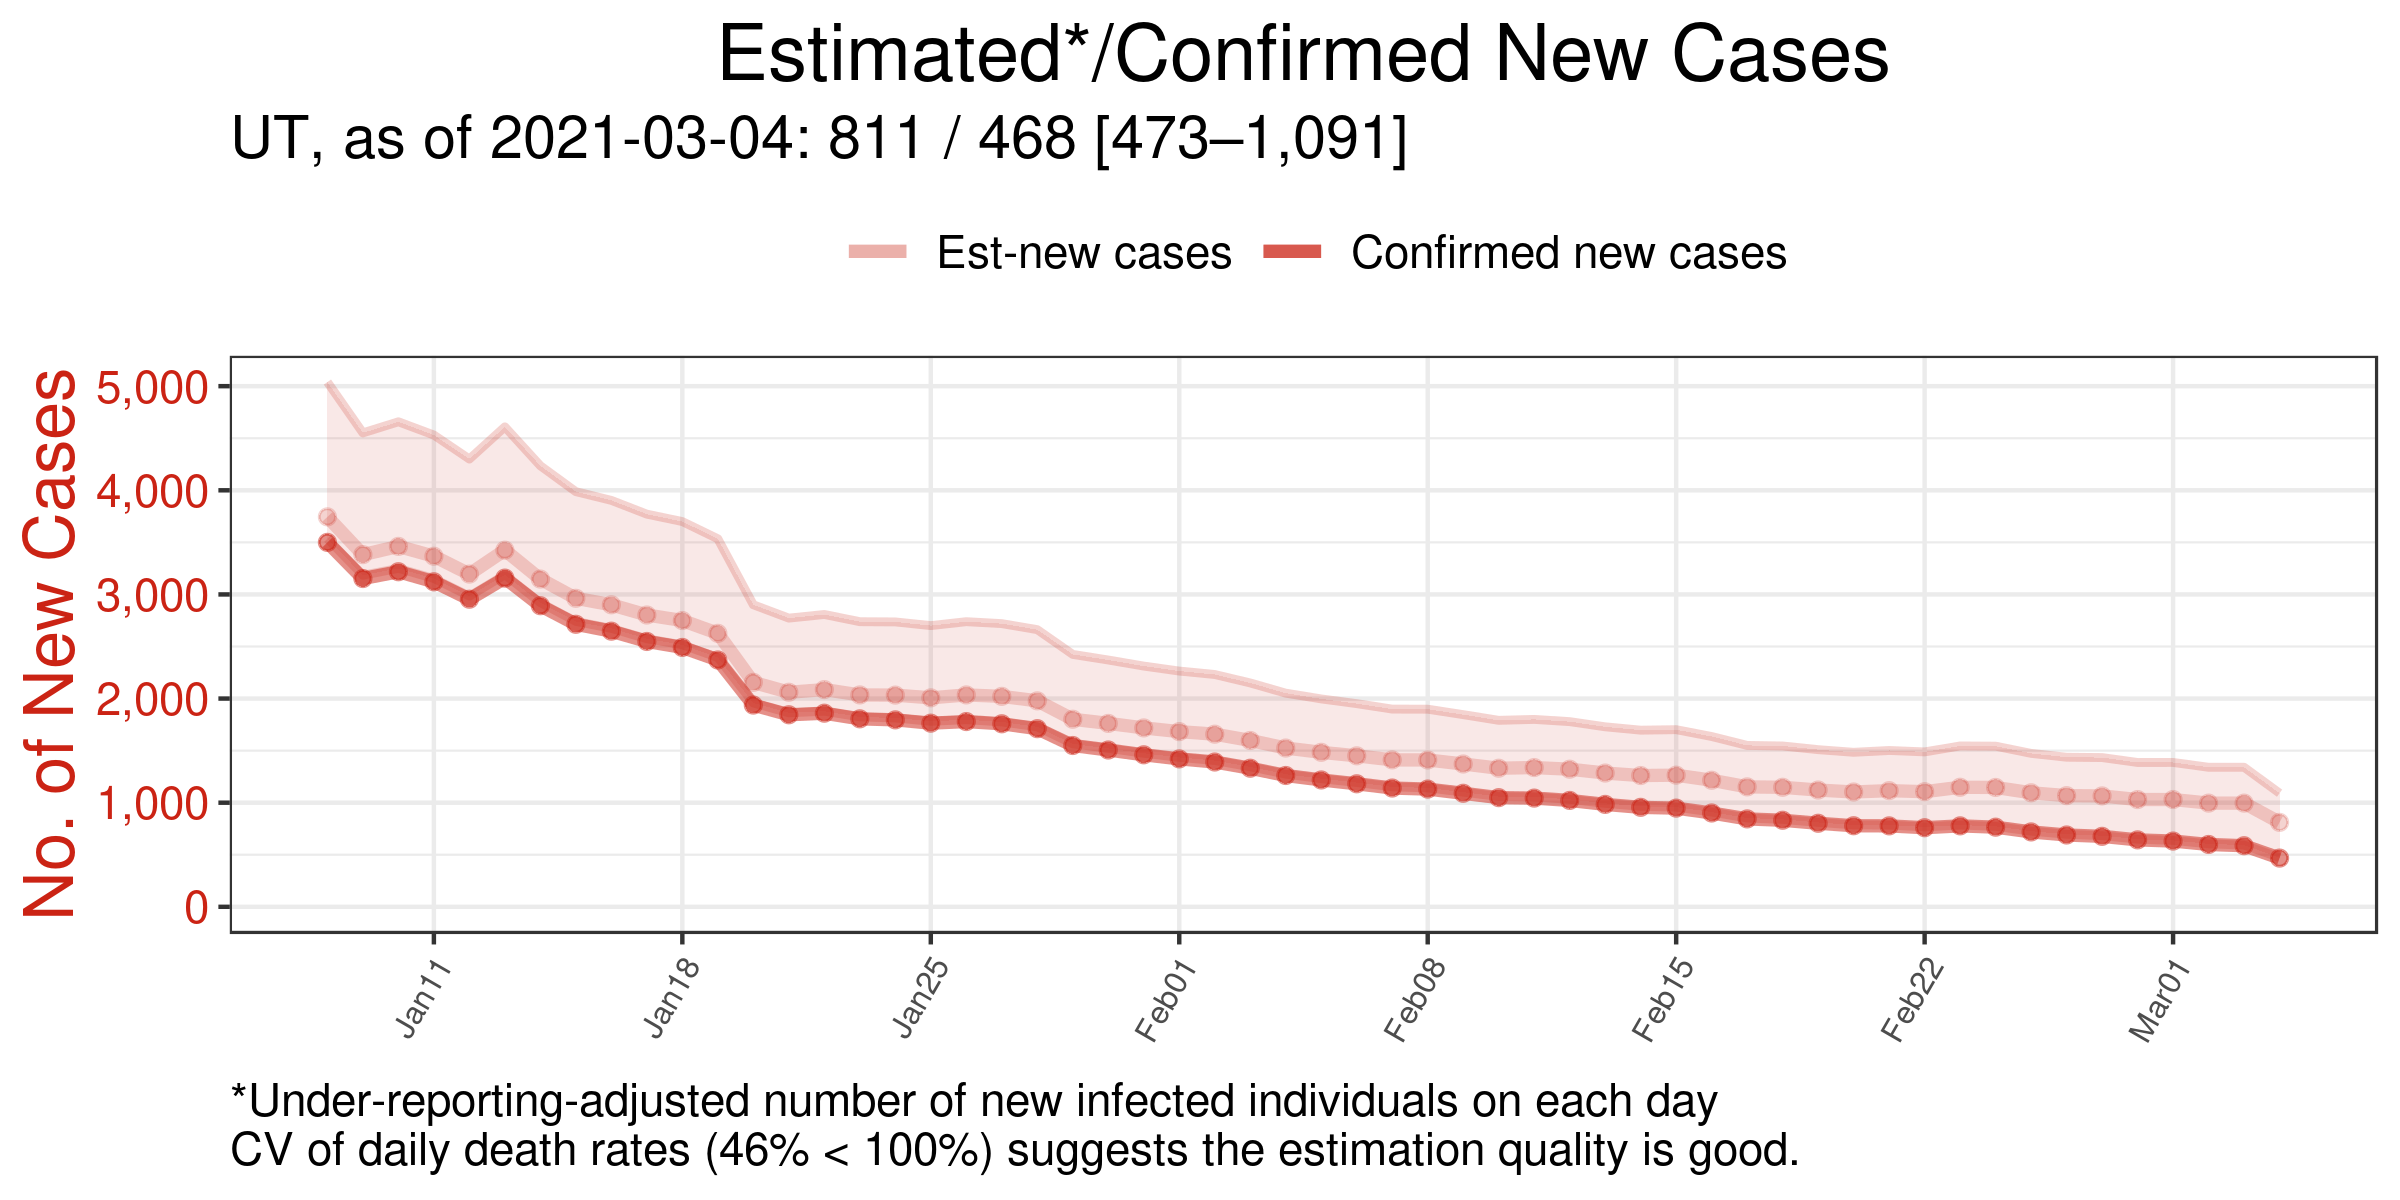 Estimated*/Confirmed New Cases
UT, as of 2021-03-04: 811 / 468 [473–1,091]
Est-new cases
Confirmed new cases
No. of New Cases
5,000
4,000
3,000
2,000
1,000
0
Jan11
Jan18
Jan25
Feb01
Feb08
Feb15
Feb22
Mar01
*Under-reporting-adjusted number of new infected individuals on each day
CV of daily death rates (46% < 100%) suggests the estimation quality is good.